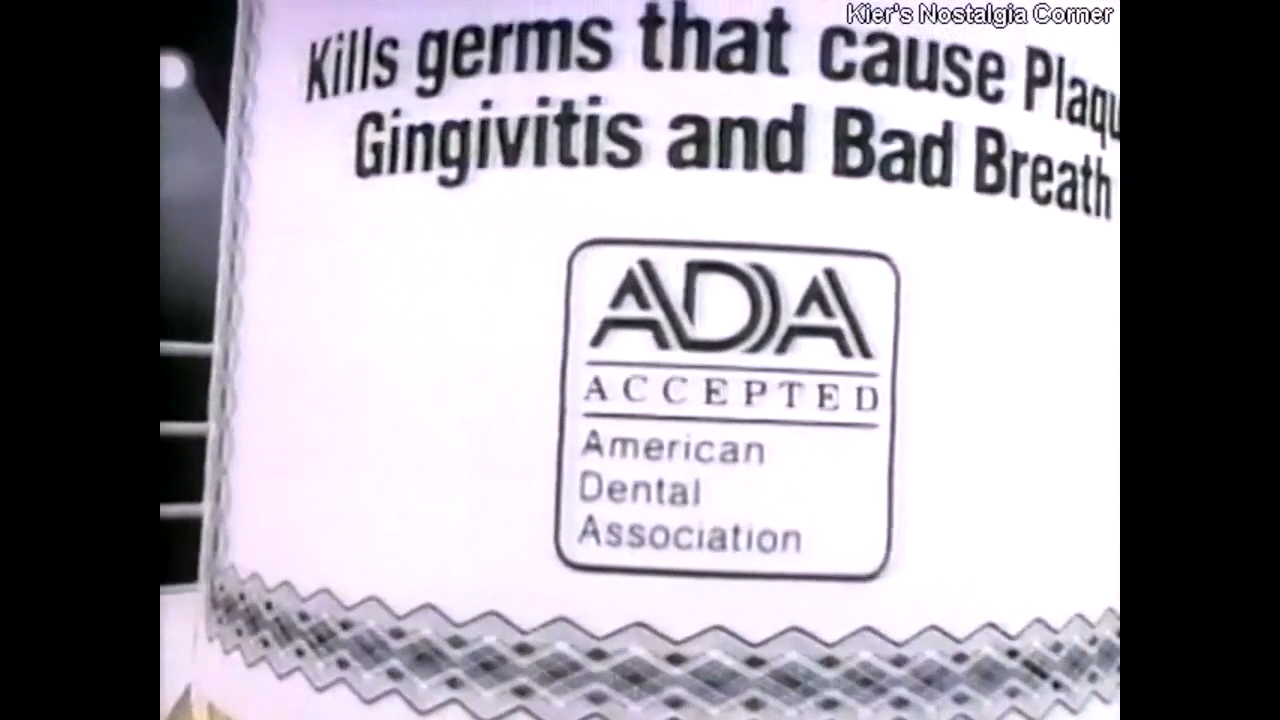 Kier's Nostalgia Corner
Kills germs that cause
Gingivitis and Bad Breath
ADA
ACCEPTED
American
Dental
Association